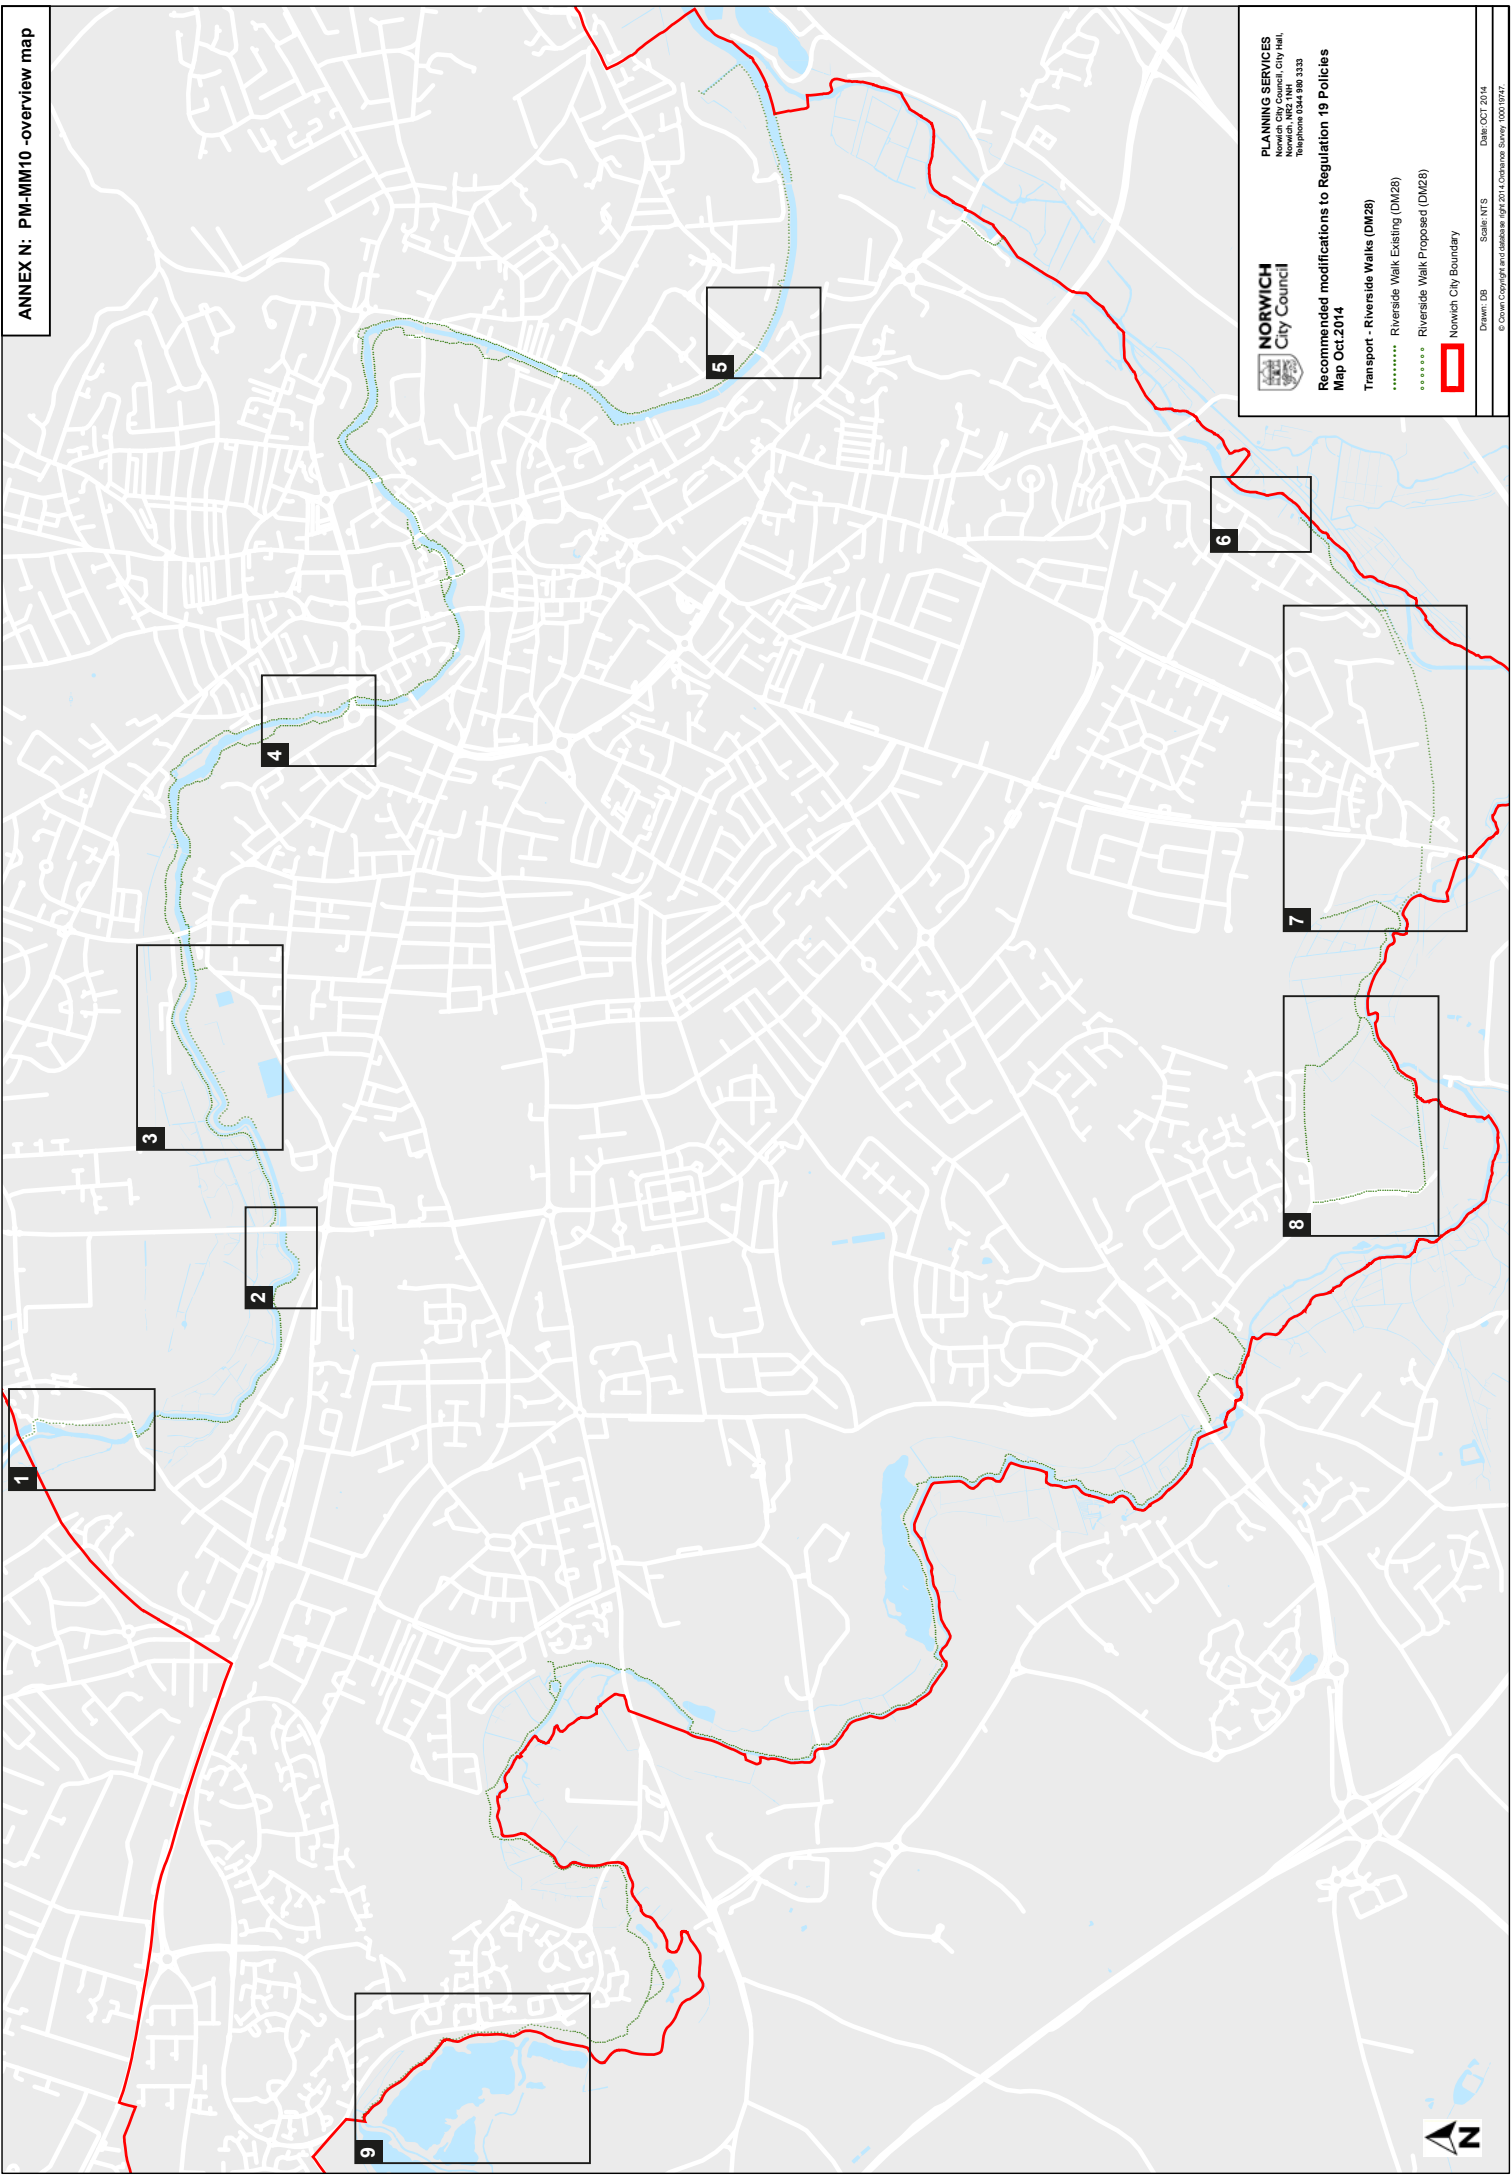 ANNEX N: PM-MM10 -overview map
1
2
3
4
5
6
7
8
9
N
NORWICH
City Council
PLANNING SERVICES
Norwich City Council, City Hall,
Norwich, NR2 1NH
Telephone 0344 980 3333
Recommended modifications to Regulation 19 Policies
Map Oct.2014
Transport - Riverside Walks (DM28)
Riverside Walk Existing (DM28)
Riverside Walk Proposed (DM28)
Norwich City Boundary
Drawn: DB Scale: NTS Date:OCT 2014
© Crown Copyright and database right 2014 Ordnance Survey 100019747.